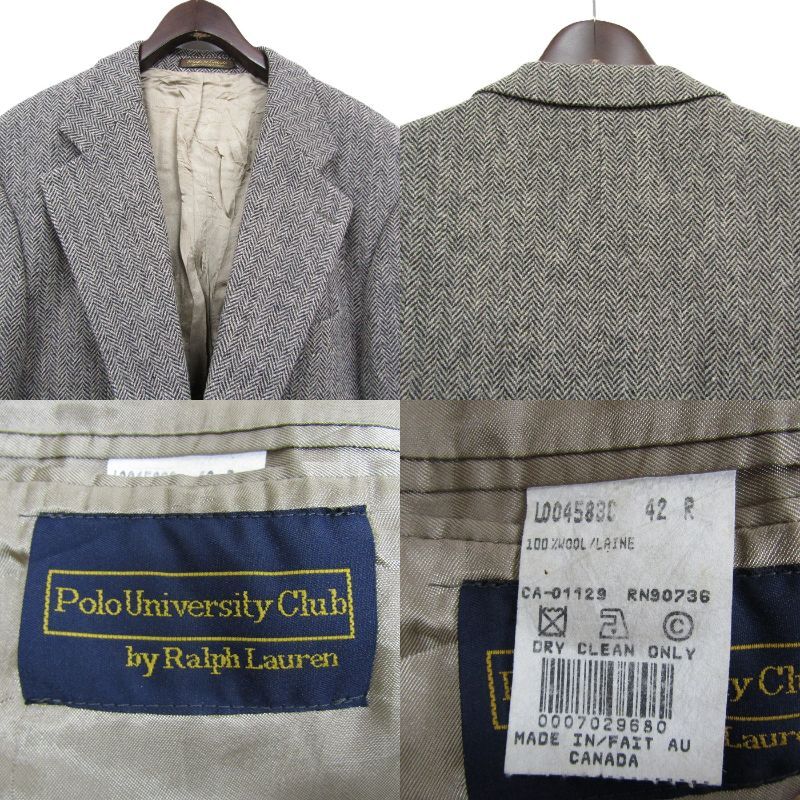 Polo University Club
by Ralph Lauren
L004583C 42 R
100%WOOL/LAINE
CA-01129 RN90736
DRY CLEAN ONLY
0007029680
MADE IN/FAIT AU
CANADA